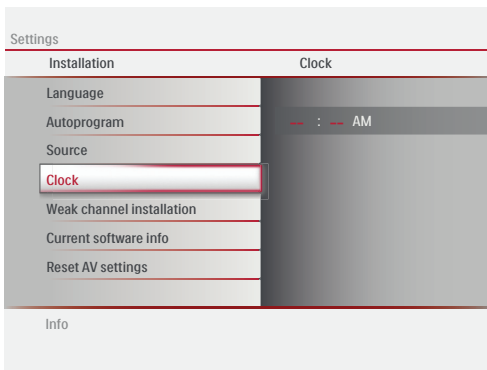 Settings
Installation
Clock
Language
Autoprogram
-- : -- AM
Source
Clock
Weak channel installation
Current software info
Reset AV settings
Info